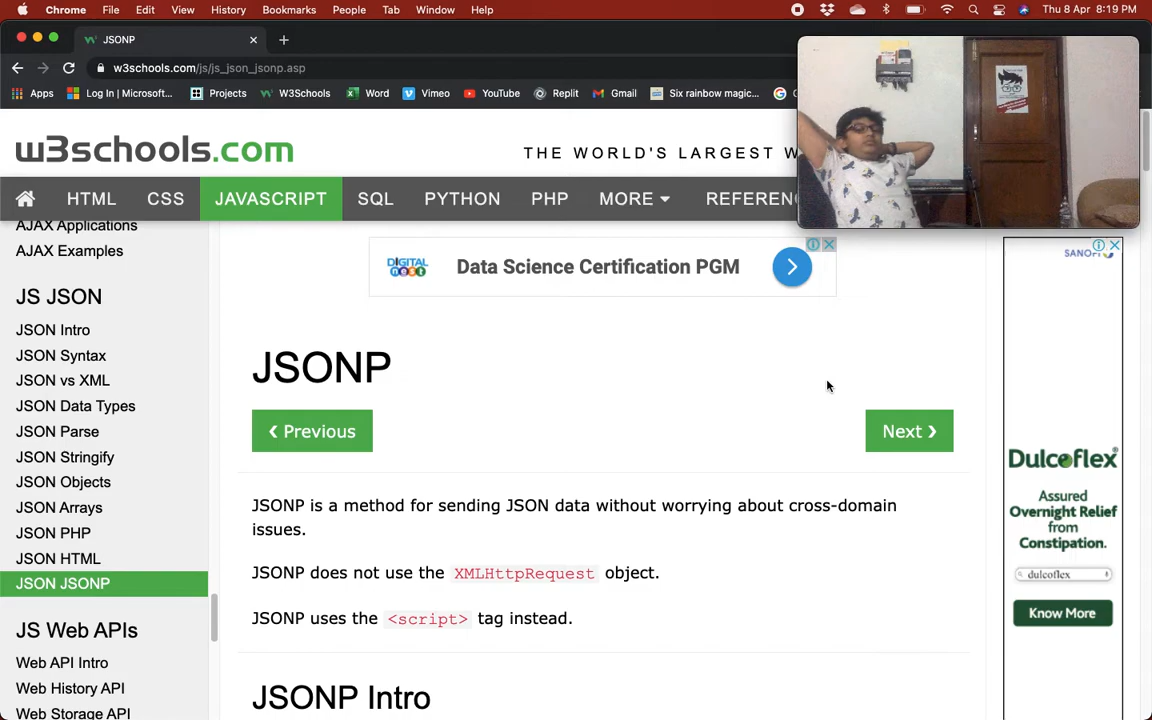 Chrome File Edit View History Bookmarks People Tab Window Help Thu 8 Apr 8:19 PM
JSONP
w3schools.com/js/js_json_jsonp.asp
Apps Log In | Microsoft... Projects W3Schools Word Vimeo YouTube Replit Gmail Six rainbow magic...
w3schools.com THE WORLD'S LARGEST W
HTML CSS JAVASCRIPT SQL PYTHON PHP MORE REFERENC
AJAX Applications
AJAX Examples
JS JSON
JSON Intro
JSON Syntax
JSON vs XML
JSON Data Types
JSON Parse
JSON Stringify
JSON Objects
JSON Arrays
JSON PHP
JSON HTML
JSON JSONP
JS Web APIs
Web API Intro
Web History API
Web Storage API
DIGITAL nest Data Science Certification PGM
JSONP
❮ Previous Next ❯
JSONP is a method for sending JSON data without worrying about cross-domain
issues.
JSONP does not use the XMLHttpRequest object.
JSONP uses the <script> tag instead.
JSONP Intro
SANOFI
Dulcoflex
Assured
Overnight Relief
from
Constipation.
dulcoflex
Know More